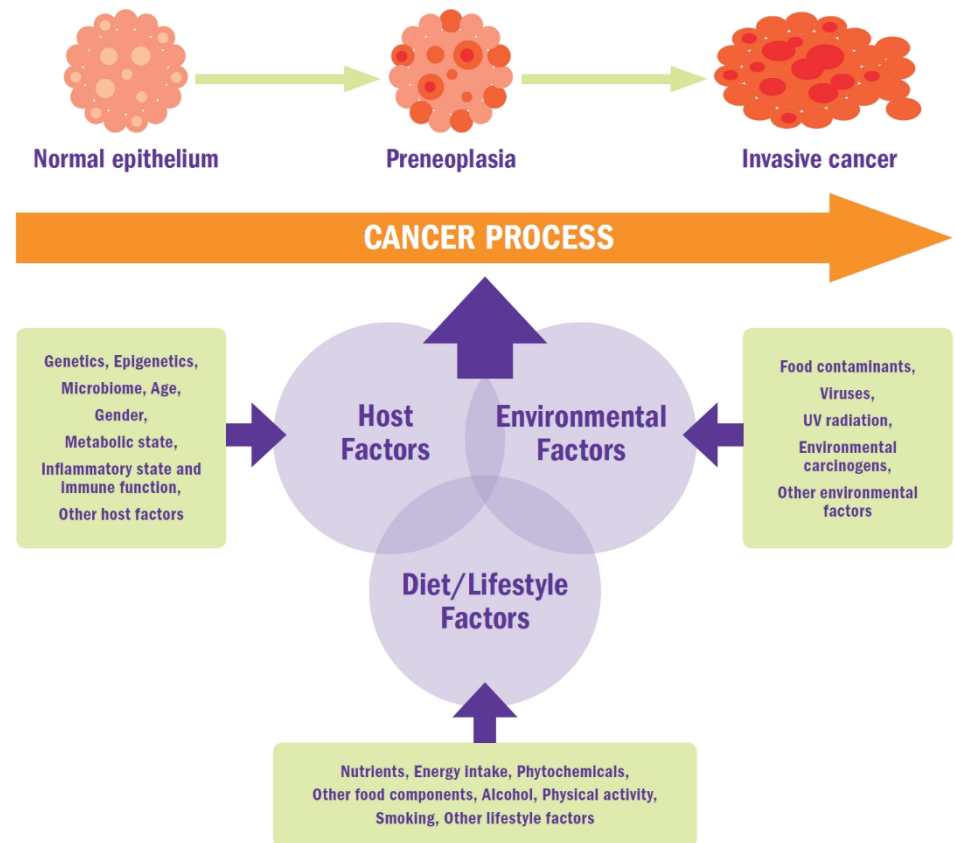 Normal epithelium
Preneoplasia
Invasive cancer
CANCER PROCESS
Genetics, Epigenetics,
Microbiome, Age,
Gender,
Metabolic state,
Inflammatory state and
immune function,
Other host factors
Host
Factors
Environmental
Factors
Food contaminants,
Viruses,
UV radiation,
Environmental
carcinogens,
Other environmental
factors
Diet/Lifestyle
Factors
Nutrients, Energy intake, Phytochemicals,
Other food components, Alcohol, Physical activity,
Smoking, Other lifestyle factors